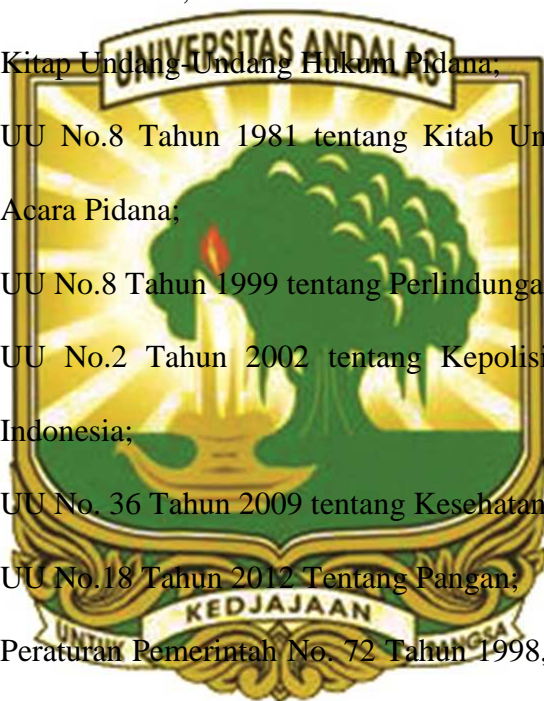 UNIVERSITAS ANDALAS
Kitap Undang-Undang Hukum Pidana;
UU No.8 Tahun 1981 tentang Kitab Un
Acara Pidana;
UU No.8 Tahun 1999 tentang Perlindunga
UU No.2 Tahun 2002 tentang Kepolisi
Indonesia;
UU No. 36 Tahun 2009 tentang Kesehatan
UU No.18 Tahun 2012 Tentang Pangan;
KEDJAJAAN
UNTUK BANGSA
Peraturan Pemerintah No. 72 Tahun 1998,